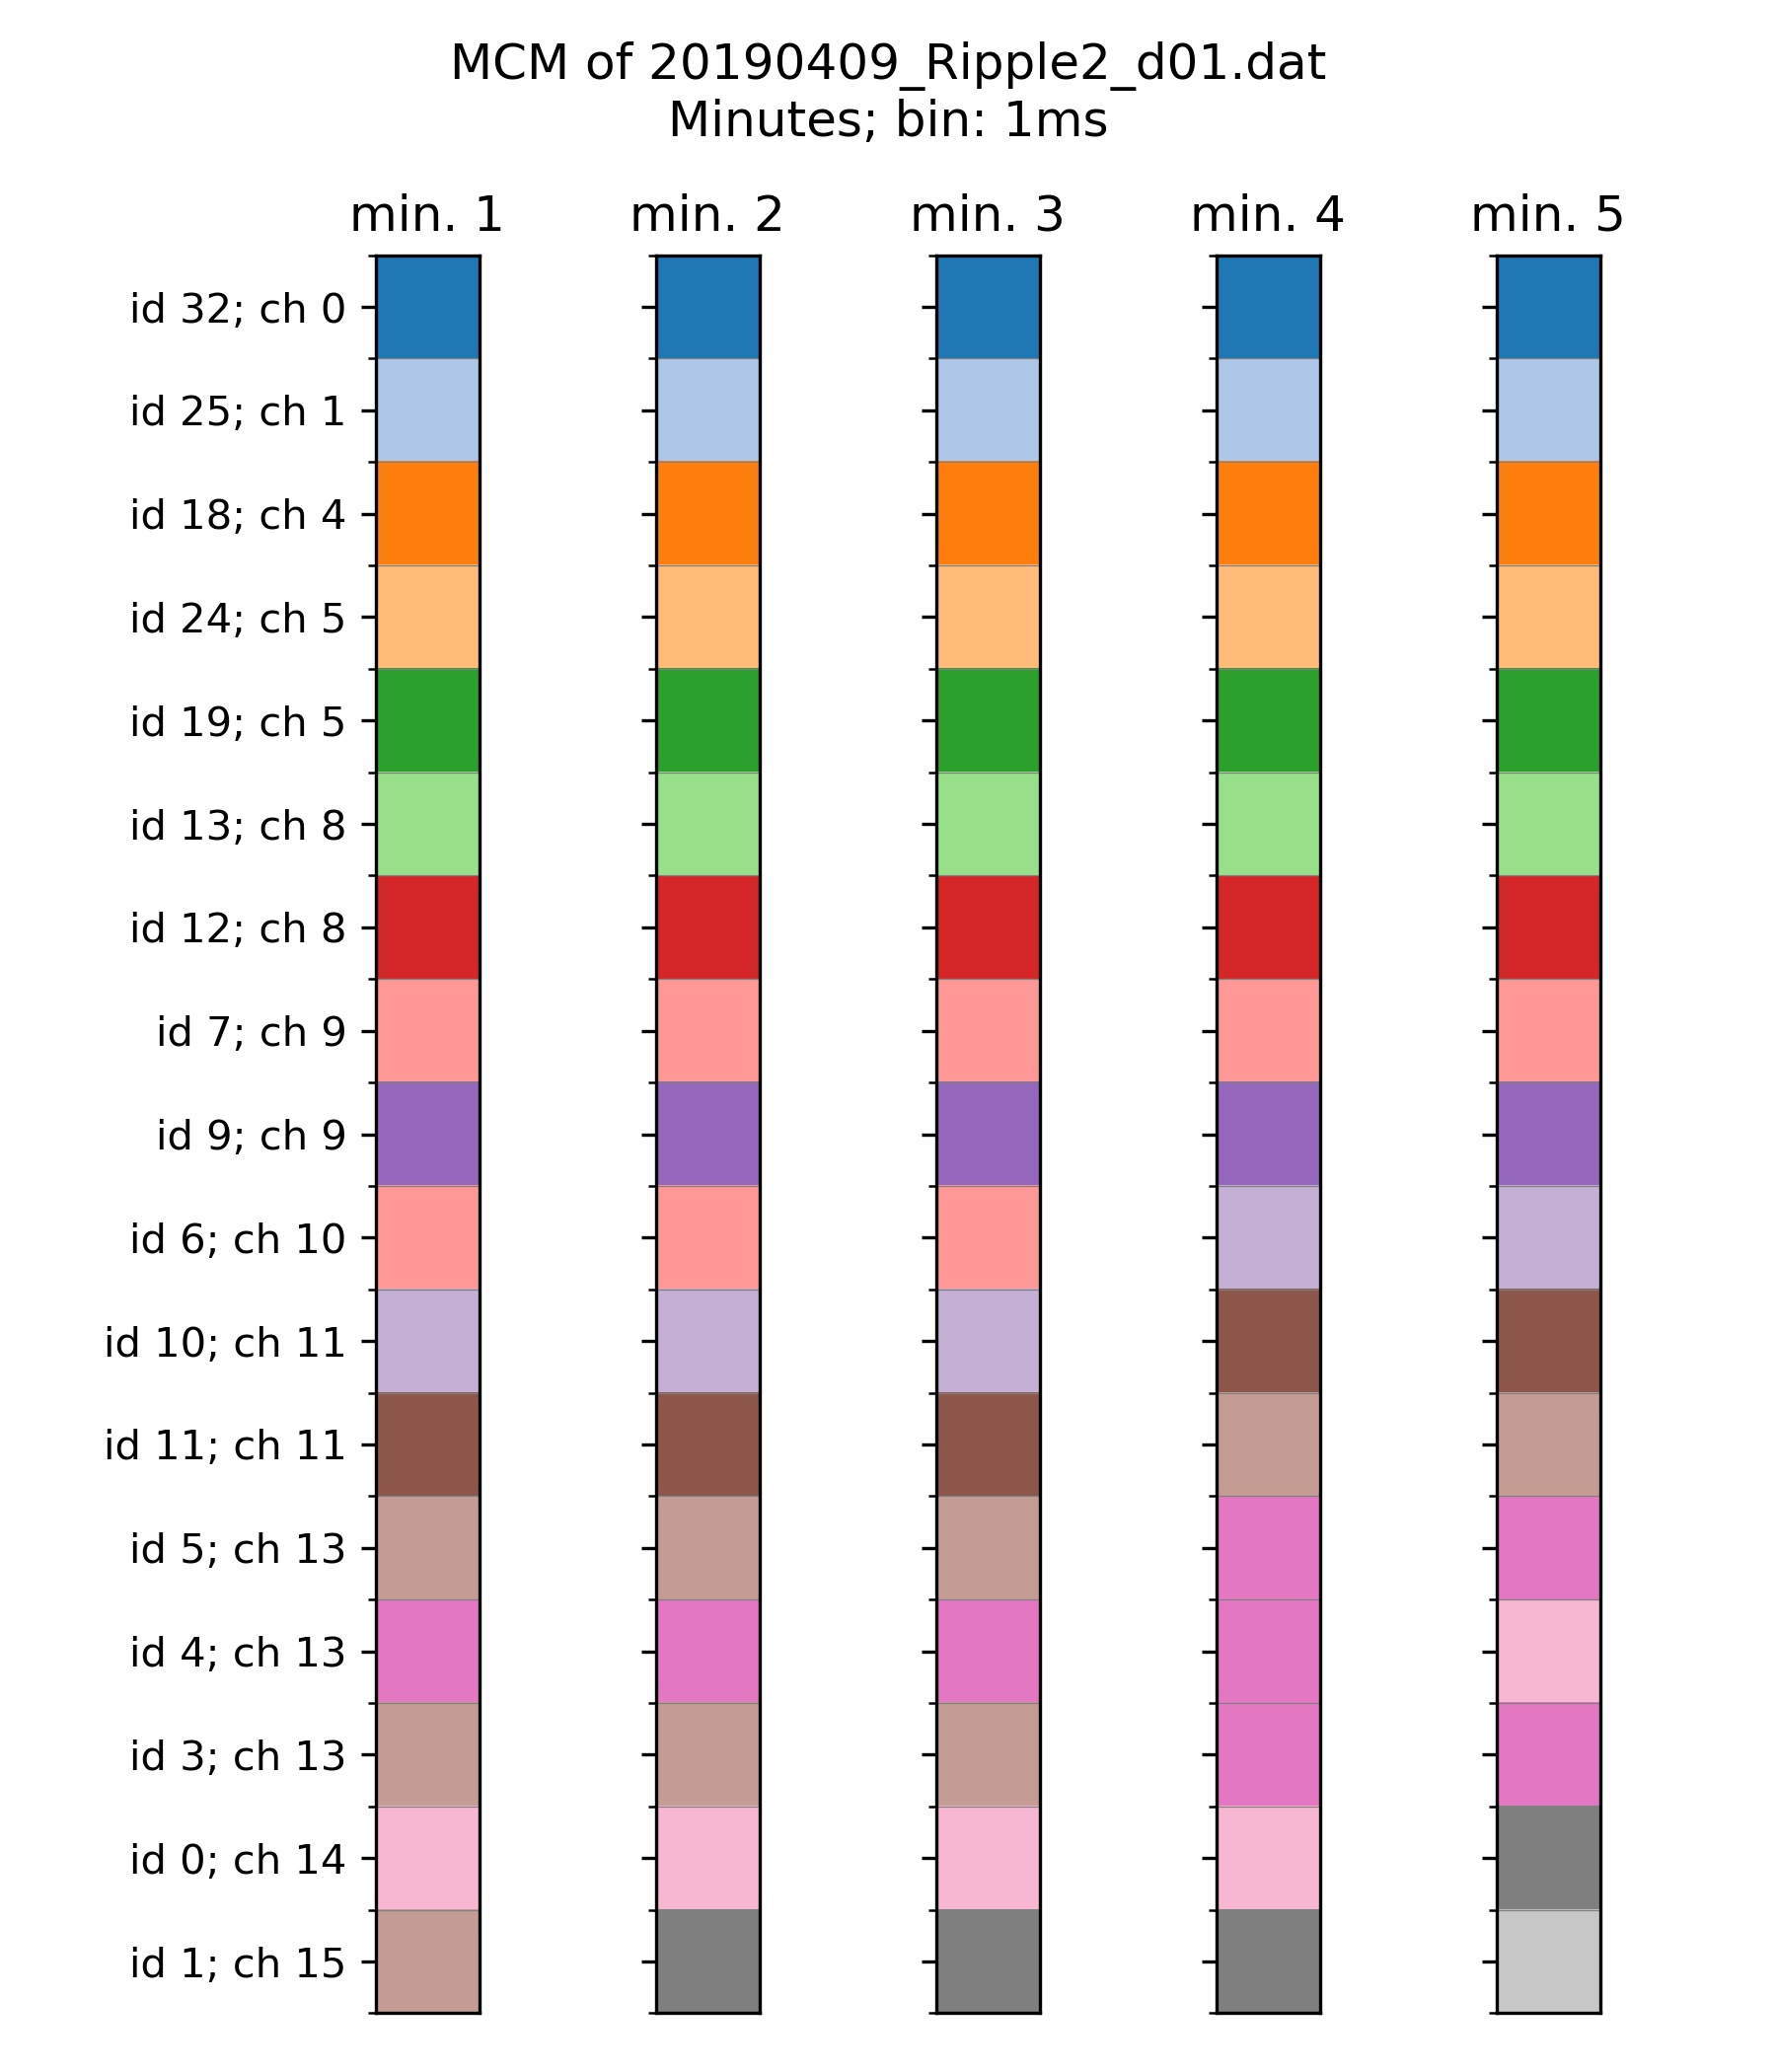 MCM of 20190409_Ripple2_d01.dat
Minutes; bin: 1ms
min. 1 min. 2 min. 3 min. 4 min. 5
id 32; ch 0
id 25; ch 1
id 18; ch 4
id 24; ch 5
id 19; ch 5
id 13; ch 8
id 12; ch 8
id 7; ch 9
id 9; ch 9
id 6; ch 10
id 10; ch 11
id 11; ch 11
id 5; ch 13
id 4; ch 13
id 3; ch 13
id 0; ch 14
id 1; ch 15